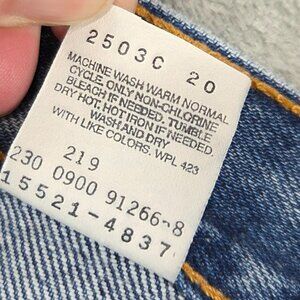 2503C 20
MACHINE WASH WARM NORMAL
CYCLE. ONLY NON-CHLORINE
BLEACH IF NEEDED. TUMBLE
DRY HOT. HOT IRON IF NEEDED.
WASH AND DRY
WITH LIKE COLORS. WPL 423
219
230 0900 91266-8
15521-4837